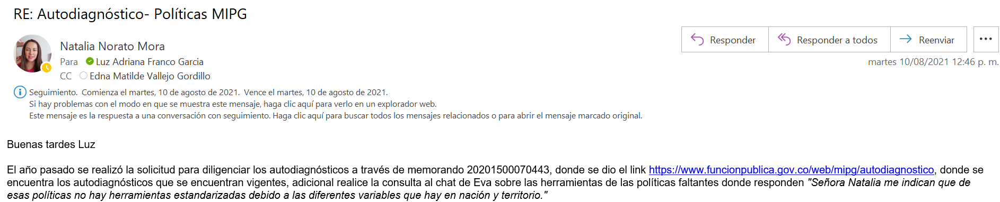 RE: Autodiagnóstico- Políticas MIPG
Natalia Norato Mora
Para Luz Adriana Franco Garcia
CC Edna Matilde Vallejo Gordillo
Responder
Responder a todos
Reenviar
martes 10/08/2021 12:46 p. m.
Seguimiento. Comienza el martes, 10 de agosto de 2021. Vence el martes, 10 de agosto de 2021.
Si hay problemas con el modo en que se muestra este mensaje, haga clic aquí para verlo en un explorador web.
Este mensaje es la respuesta a una conversación con seguimiento. Haga clic aquí para buscar todos los mensajes relacionados o para abrir el mensaje marcado original.
Buenas tardes Luz
El año pasado se realizó la solicitud para diligenciar los autodiagnósticos a través de memorando 20201500070443, donde se dio el link https://www.funcionpublica.gov.co/web/mipg/autodiagnostico, donde se
encuentra los autodiagnósticos que se encuentran vigentes, adicional realice la consulta al chat de Eva sobre las herramientas de las políticas faltantes donde responden "Señora Natalia me indican que de
esas políticas no hay herramientas estandarizadas debido a las diferentes variables que hay en nación y territorio."